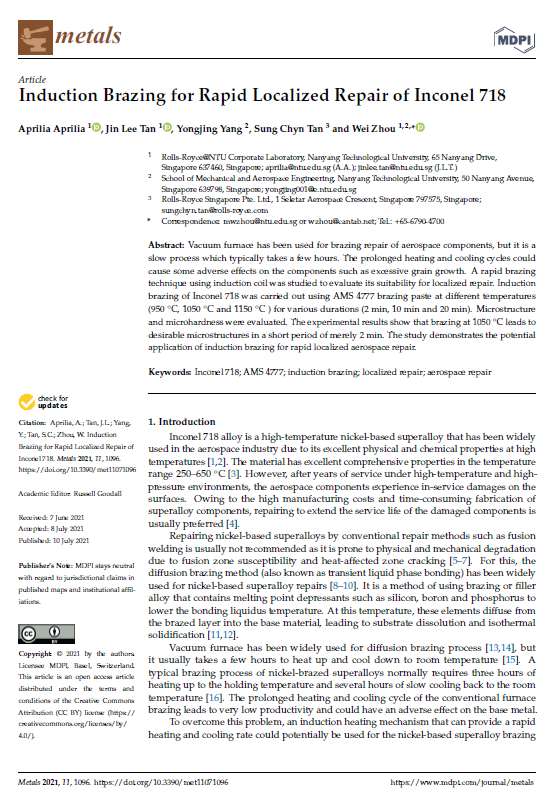 metals
MDPI
Article
Induction Brazing for Rapid Localized Repair of Inconel 718
Aprilia Aprilia 1, Jin Lee Tan 1, Yongjing Yang 2, Sung Chyn Tan 3 and Wei Zhou 1,2,*
1 Rolls-Royce@NTU Corporate Laboratory, Nanyang Technological University, 65 Nanyang Drive,
Singapore 637460, Singapore; aprilia@ntu.edu.sg (A.A.); jinlee.tan@ntu.edu.sg (J.L.T.)
2 School of Mechanical and Aerospace Engineering, Nanyang Technological University, 50 Nanyang Avenue,
Singapore 639798, Singapore; yongjing001@e.ntu.edu.sg
3 Rolls-Royce Singapore Pte. Ltd., 1 Seletar Aerospace Crescent, Singapore 797575, Singapore;
sungchyn.tan@rolls-royce.com
* Correspondence: mwzhou@ntu.edu.sg or wzhou@cantab.net; Tel.: +65-6790-4700
Abstract: Vacuum furnace has been used for brazing repair of aerospace components, but it is a
slow process which typically takes a few hours. The prolonged heating and cooling cycles could
cause some adverse effects on the components such as excessive grain growth. A rapid brazing
technique using induction coil was studied to evaluate its suitability for localized repair. Induction
brazing of Inconel 718 was carried out using AMS 4777 brazing paste at different temperatures
(950 °C, 1050 °C and 1150 °C ) for various durations (2 min, 10 min and 20 min). Microstructure
and microhardness were evaluated. The experimental results show that brazing at 1050 °C leads to
desirable microstructures in a short period of merely 2 min. The study demonstrates the potential
application of induction brazing for rapid localized aerospace repair.
Keywords: Inconel 718; AMS 4777; induction brazing; localized repair; aerospace repair
check for
updates
Citation: Aprilia, A.; Tan, J.L.; Yang,
Y.; Tan, S.C.; Zhou, W. Induction
Brazing for Rapid Localized Repair of
Inconel 718. Metals 2021, 11, 1096.
https://doi.org/10.3390/met11071096
Academic Editor: Russell Goodall
Received: 7 June 2021
Accepted: 8 July 2021
Published: 10 July 2021
Publisher's Note: MDPI stays neutral
with regard to jurisdictional claims in
published maps and institutional affil-
iations.
CC BY
Copyright: © 2021 by the authors.
Licensee MDPI, Basel, Switzerland.
This article is an open access article
distributed under the terms and
conditions of the Creative Commons
Attribution (CC BY) license (https://
creativecommons.org/licenses/by/
4.0/).
1. Introduction
Inconel 718 alloy is a high-temperature nickel-based superalloy that has been widely
used in the aerospace industry due to its excellent physical and chemical properties at high
temperatures [1,2]. The material has excellent comprehensive properties in the temperature
range 250–650 °C [3]. However, after years of service under high-temperature and high-
pressure environments, the aerospace components experience in-service damages on the
surfaces. Owing to the high manufacturing costs and time-consuming fabrication of
superalloy components, repairing to extend the service life of the damaged components is
usually preferred [4].
Repairing nickel-based superalloys by conventional repair methods such as fusion
welding is usually not recommended as it is prone to physical and mechanical degradation
due to fusion zone susceptibility and heat-affected zone cracking [5–7]. For this, the
diffusion brazing method (also known as transient liquid phase bonding) has been widely
used for nickel-based superalloy repairs [8–10]. It is a method of using brazing or filler
alloy that contains melting point depressants such as silicon, boron and phosphorus to
lower the bonding liquidus temperature. At this temperature, these elements diffuse from
the brazed layer into the base material, leading to substrate dissolution and isothermal
solidification [11,12].
Vacuum furnace has been widely used for diffusion brazing process [13,14], but
it usually takes a few hours to heat up and cool down to room temperature [15]. A
typical brazing process of nickel-brazed superalloys normally requires three hours of
heating up to the holding temperature and several hours of slow cooling back to the room
temperature [16]. The prolonged heating and cooling cycle of the conventional furnace
brazing leads to very low productivity and could have an adverse effect on the base metal.
To overcome this problem, an induction heating mechanism that can provide a rapid
heating and cooling rate could potentially be used for the nickel-based superalloy brazing
Metals 2021, 11, 1096. https://doi.org/10.3390/met11071096
https://www.mdpi.com/journal/metals